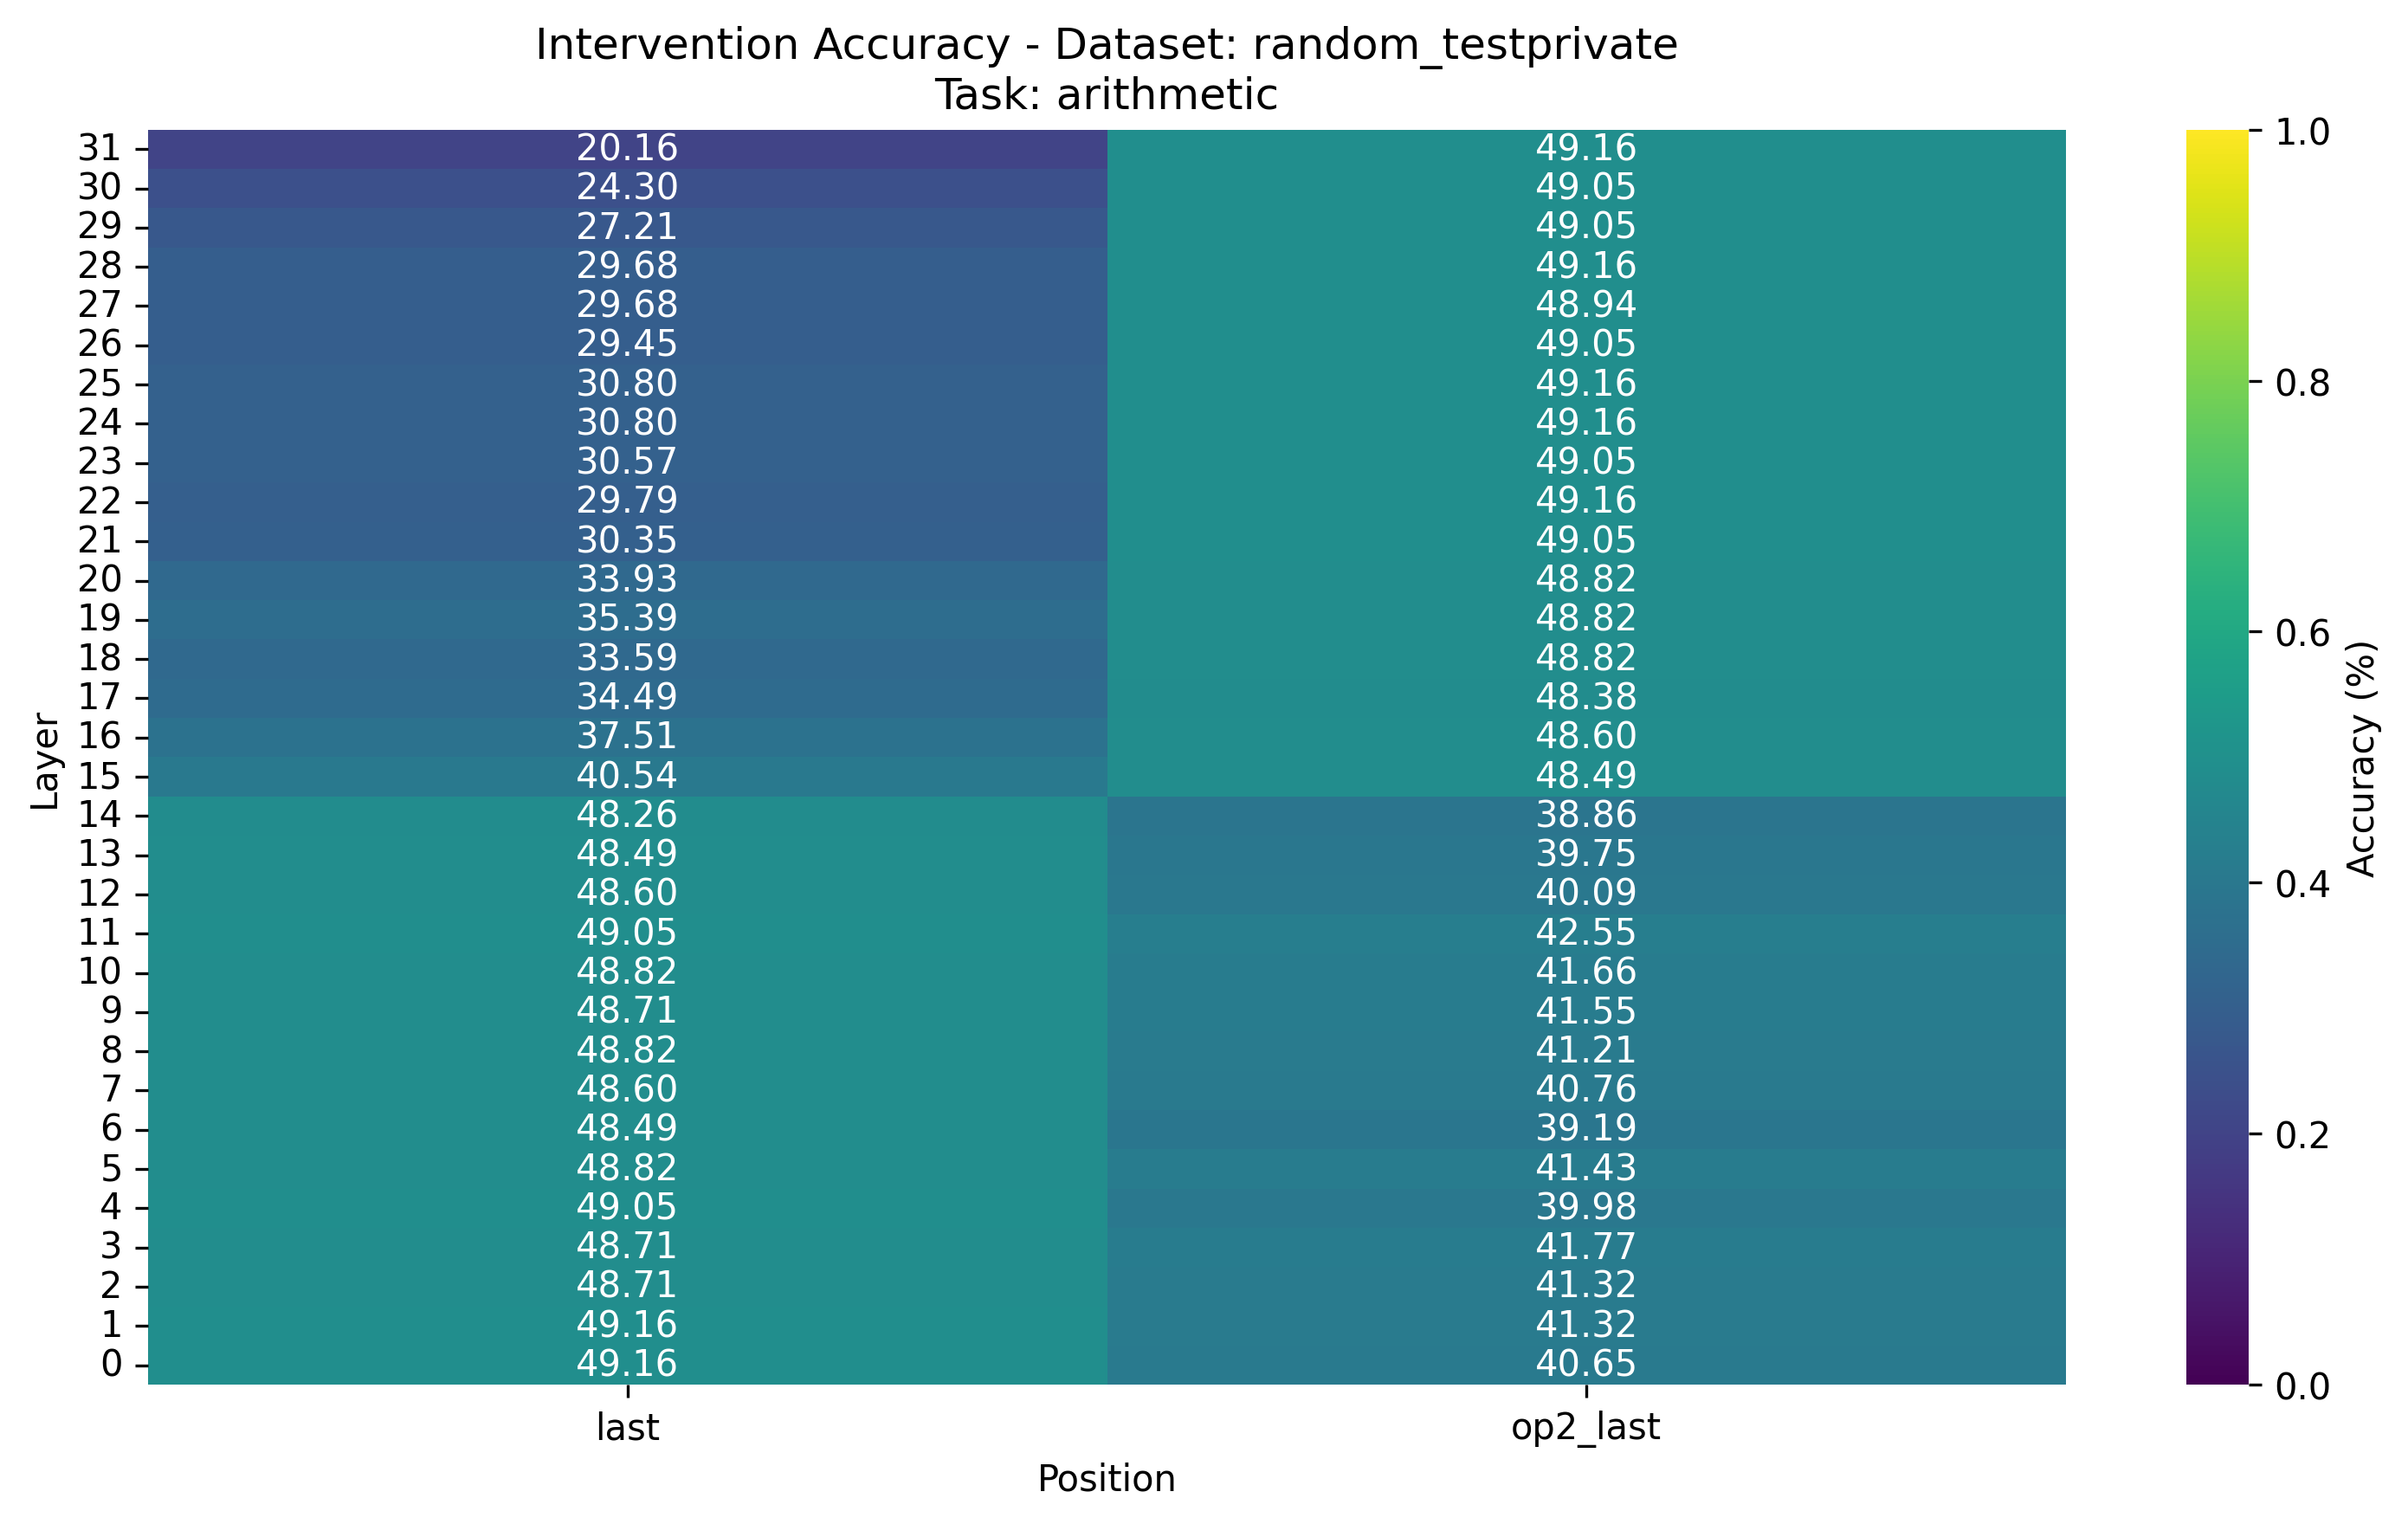 Intervention Accuracy - Dataset: random_testprivate
Task: arithmetic
31 20.16 49.16
30 24.30 49.05
29 27.21 49.05
28 29.68 49.16
27 29.68 48.94
26 29.45 49.05
25 30.80 49.16
24 30.80 49.16
23 30.57 49.05
22 29.79 49.16
21 30.35 49.05
20 33.93 48.82
19 35.39 48.82
18 33.59 48.82
17 34.49 48.38
16 37.51 48.60
15 40.54 48.49
14 48.26 38.86
13 48.49 39.75
12 48.60 40.09
11 49.05 42.55
10 48.82 41.66
9 48.71 41.55
8 48.82 41.21
7 48.60 40.76
6 48.49 39.19
5 48.82 41.43
4 49.05 39.98
3 48.71 41.77
2 48.71 41.32
1 49.16 41.32
0 49.16 40.65
last op2_last
Position
Layer
1.0
0.8
0.6
0.4
0.2
0.0
Accuracy (%)